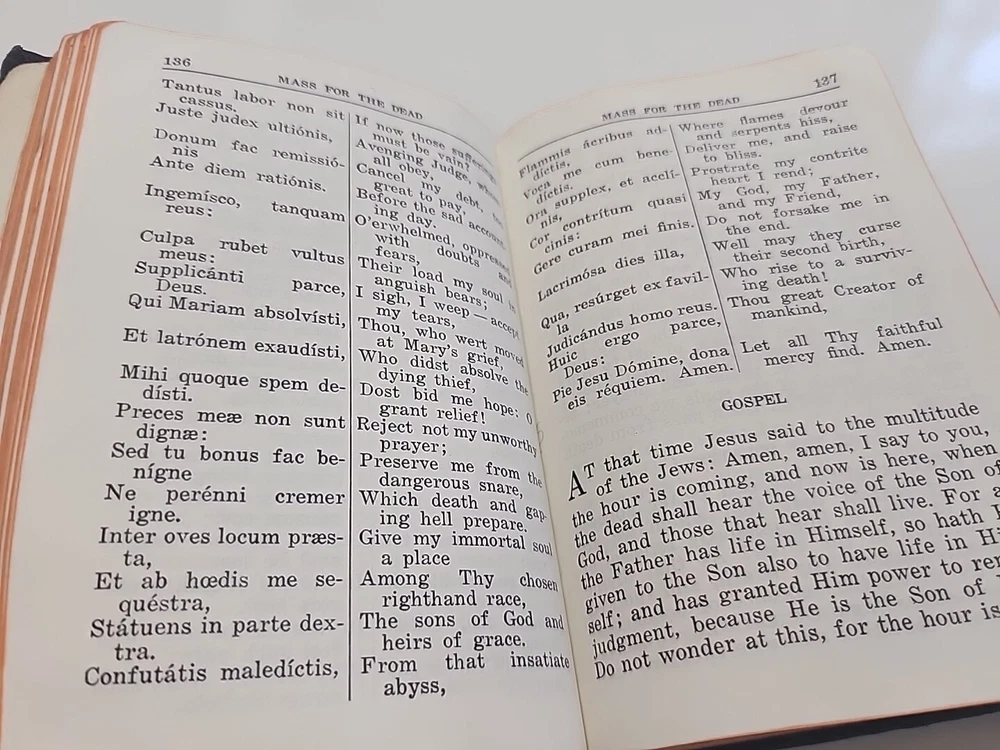 136
MASS FOR THE DEAD
Tantus labor non sit
cassus.
Juste judex ultiónis,
Donum fac remissió-
nis
Ante diem ratiónis.
Ingemísco, tanquam
reus:
Culpa rubet vultus
meus:
Supplicánti parce,
Deus.
Qui Mariam absolvísti,
Et latrónem exaudísti,
Mihi quoque spem de-
dísti.
Preces meæ non sunt
dignæ:
Sed tu bonus fac be-
nígne
Ne perénni cremer
igne.
Inter oves locum præs-
ta,
Et ab hœdis me se-
quéstra,
Státuens in parte dex-
tra.
Confutátis maledíctis,
If now those
must be vain?
Avenging Judge,
all obey,
Cancel my debt,
great to pay,
Before the sad account-
ing day.
O'erwhelmed, oppressed
with doubts and
fears,
Their load my soul in
anguish bears;
I sigh, I weep—accept
my tears,
Thou, who wert moved
at Mary's grief,
Who didst absolve the
dying thief,
Dost bid me hope: O
grant relief!
Reject not my unworthy
prayer;
Preserve me from the
dangerous snare,
Which death and gap-
ing hell prepare.
Give my immortal soul
a place
Among Thy chosen
righthand race,
The sons of God and
heirs of grace.
From that insatiate
abyss,
MASS FOR THE DEAD
137
Flammis ácribus ad-
díctis,
Voca me cum bene-
díctis.
Oro supplex, et acclí-
nis,
Cor contrítum quasi
cinis:
Gere curam mei finis.
Lacrimósa dies illa,
Qua, resúrget ex favíl-
la
Judicándus homo reus.
Huic ergo parce,
Deus:
Pie Jesu Dómine, dona
eis réquiem. Amen.
Where flames devour
and serpents hiss,
Deliver me, and raise
to bliss.
Prostrate my contrite
heart I rend;
My God, my Father,
and my Friend,
Do not forsake me in
the end.
Well may they curse
their second birth,
Who rise to a surviv-
ing death!
Thou great Creator of
mankind,
Let all Thy faithful
mercy find. Amen.
GOSPEL
AT that time Jesus said to the multitude
of the Jews: Amen, amen, I say to you,
the hour is coming, and now is here, when
the dead shall hear the voice of the Son of
God, and those that hear shall live. For a
the Father has life in Himself, so hath
given to the Son also to have life in Hi
self; and has granted Him power to ren
judgment, because He is the Son of
Do not wonder at this, for the hour is